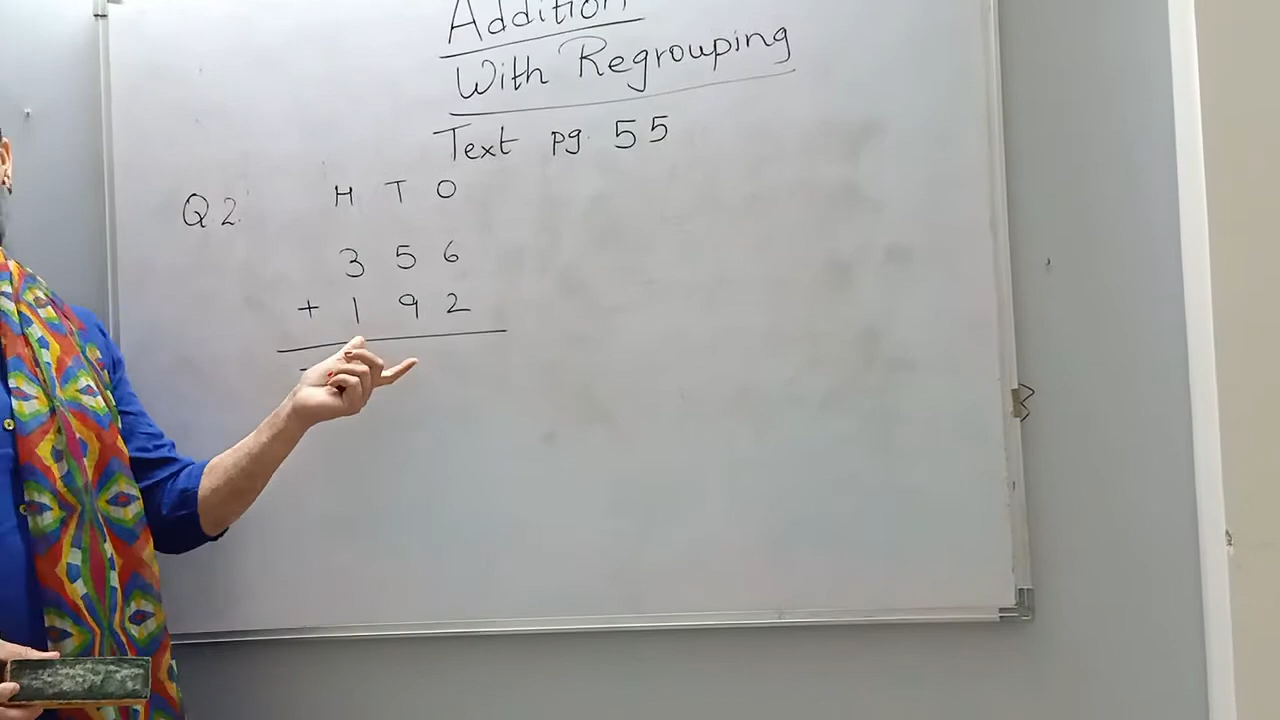 Addition
With Regrouping
Text pg. 55
Q2. H T O
3 5 6
+ 1 9 2